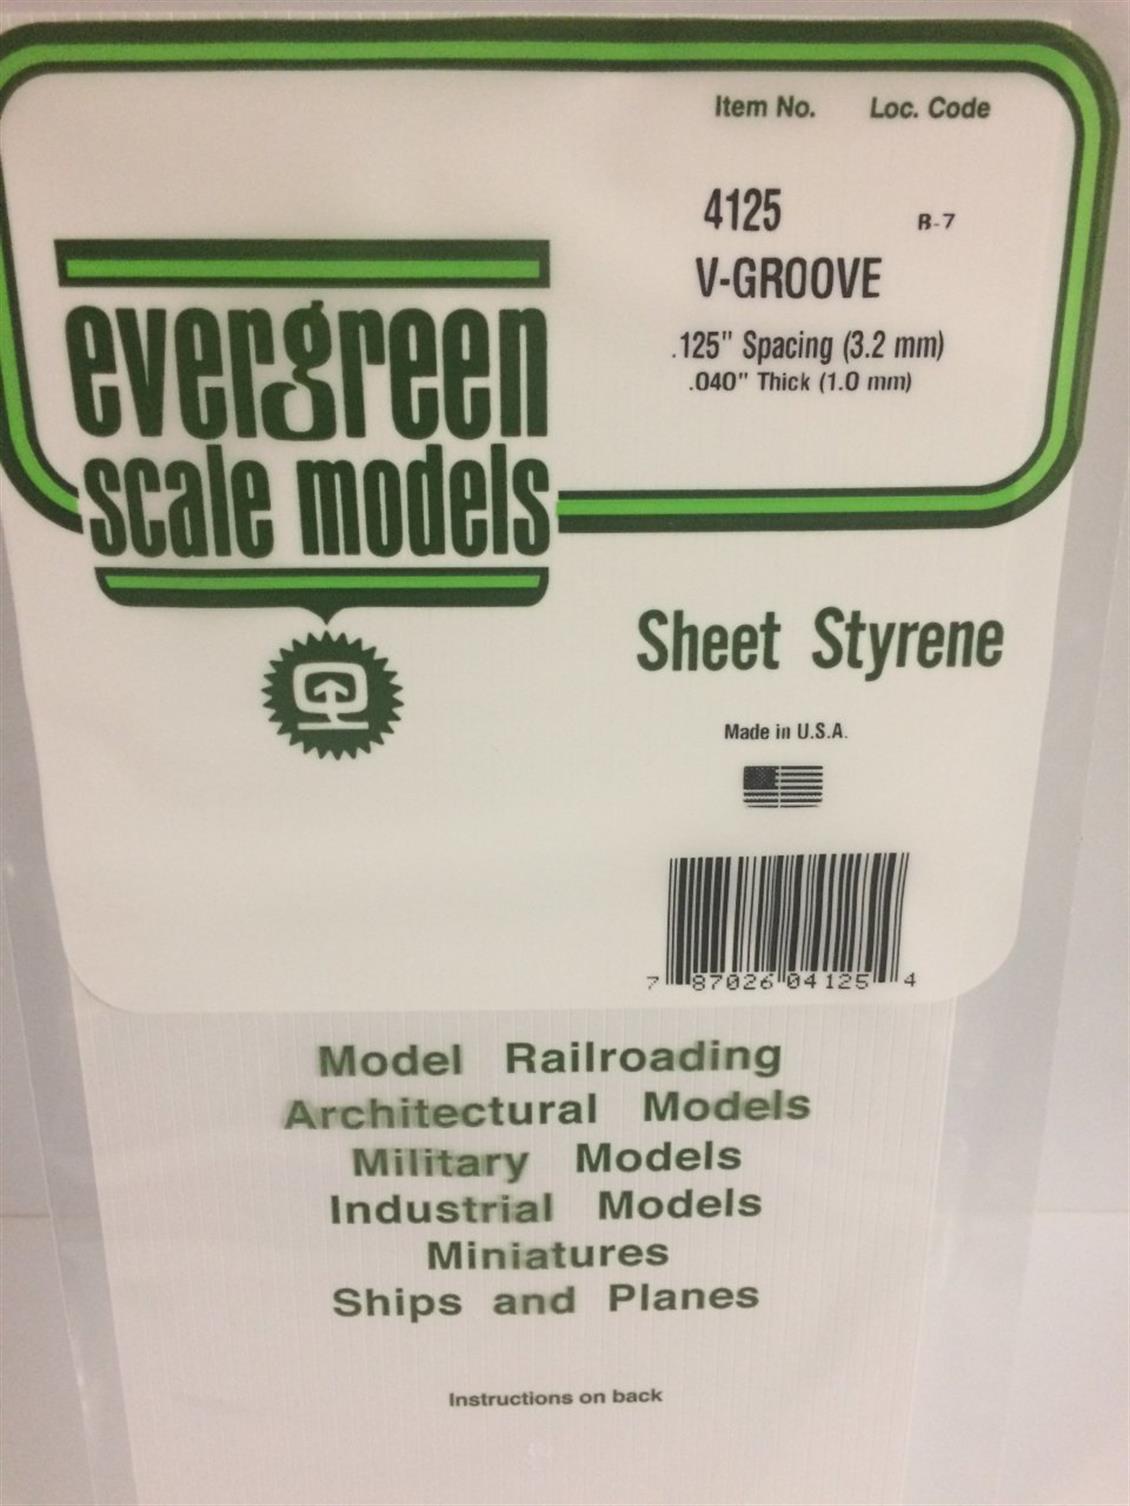 Item No. Loc. Code
4125 B-7
V-GROOVE
.125" Spacing (3.2 mm)
.040" Thick (1.0 mm)
evergreen
scale models
Sheet Styrene
Made in U.S.A.
7 87026 04125 4
Model Railroading
Architectural Models
Military Models
Industrial Models
Miniatures
Ships and Planes
Instructions on back